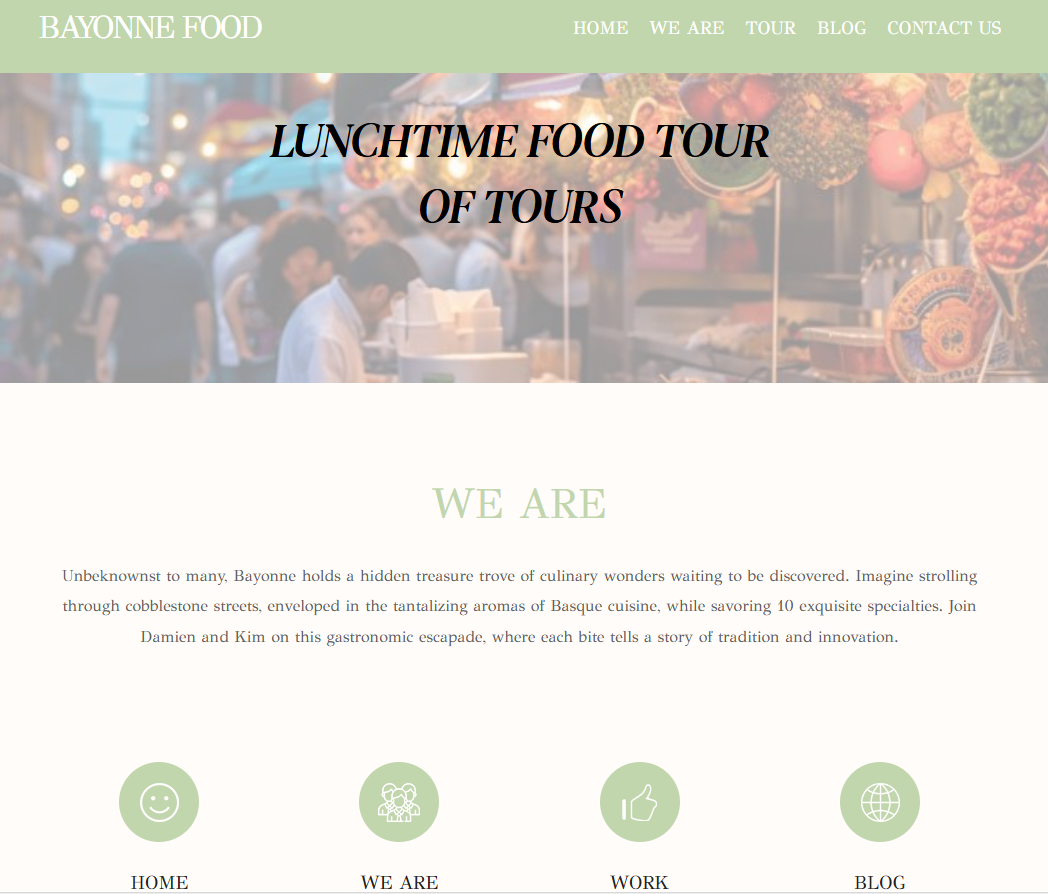 BAYONNE FOOD
HOME WE ARE TOUR BLOG CONTACT US
LUNCHTIME FOOD TOUR
OF TOURS
WE ARE
Unbeknownst to many, Bayonne holds a hidden treasure trove of culinary wonders waiting to be discovered. Imagine strolling
through cobblestone streets, enveloped in the tantalizing aromas of Basque cuisine, while savoring 10 exquisite specialties. Join
Damien and Kim on this gastronomic escapade, where each bite tells a story of tradition and innovation.
HOME WE ARE WORK BLOG